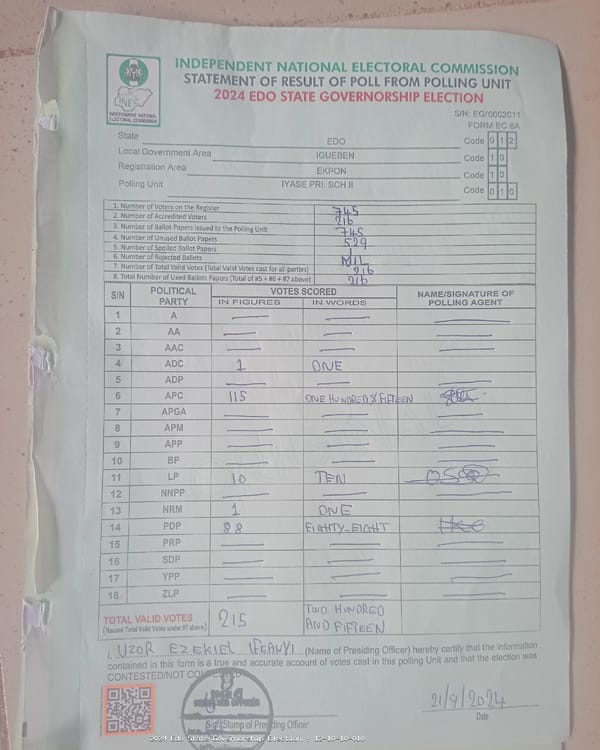 INDEPENDENT NATIONAL ELECTORAL COMMISSION
STATEMENT OF RESULT OF POLL FROM POLLING UNIT
2024 EDO STATE GOVERNORSHIP ELECTION
INEC
INDEPENDENT NATIONAL
ELECTORAL COMMISSION
S/N: EG/0002011
FORM EC 8A
State EDO Code 0 1 2
Local Government Area IGUEBEN Code 1 0
Registration Area EKPON Code 1 0
Polling Unit IYASE PRI. SCH II Code 0 1 0
1. Number of Voters on the Register 745
2. Number of Accredited Voters 216
3. Number of Ballot Papers issued to the Polling Unit 745
4. Number of Unused Ballot Papers 529
5. Number of Spoiled Ballot Papers 1
6. Number of Rejected Ballots NIL
7. Number of Total Valid Votes (Total Valid Votes cast for all parties) 216
8. Total Number of Used Ballots Papers (Total of #5 + #6 + #7 above) 216
S/N POLITICAL PARTY VOTES SCORED NAME/SIGNATURE OF POLLING AGENT
IN FIGURES IN WORDS
1 A
2 AA
3 AAC
4 ADC 1 ONE
5 ADP
6 APC 115 ONE HUNDRED & FIFTEEN
7 APGA
8 APM
9 APP
10 BP
11 LP 10 TEN
12 NNPP
13 NRM 1 ONE
14 PDP 88 EIGHTY-EIGHT
15 PRP
16 SDP
17 YPP
18 ZLP
TOTAL VALID VOTES 215 TWO HUNDRED
(Record Total Valid Votes under #7 above) AND FIFTEEN
I, UZOR EZEKIEL IFEANYI (Name of Presiding Officer) hereby certify that the information
contained in this form is a true and accurate account of votes cast in this polling Unit and that the election was
CONTESTED/NOT
21/9/2024
Sign/Stamp of Presiding Officer Date
2024 Edo State Governorship Election : 12-10-10-010